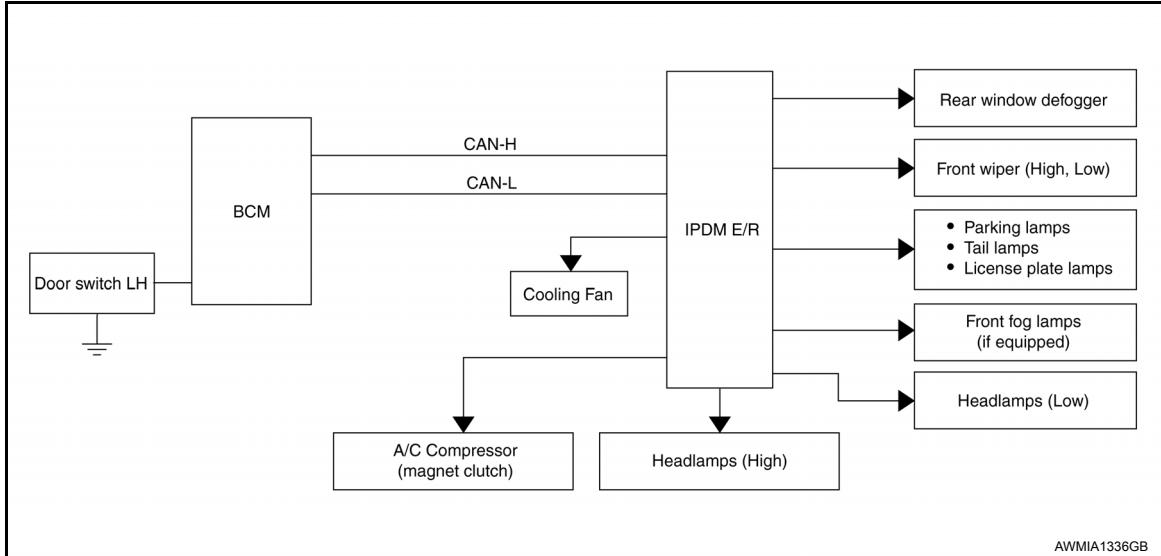 Door switch LH
BCM
CAN-H
CAN-L
IPDM E/R
Cooling Fan
A/C Compressor
(magnet clutch)
Headlamps (High)
Rear window defogger
Front wiper (High, Low)
• Parking lamps
• Tail lamps
• License plate lamps
Front fog lamps
(if equipped)
Headlamps (Low)
AWMIA1336GB